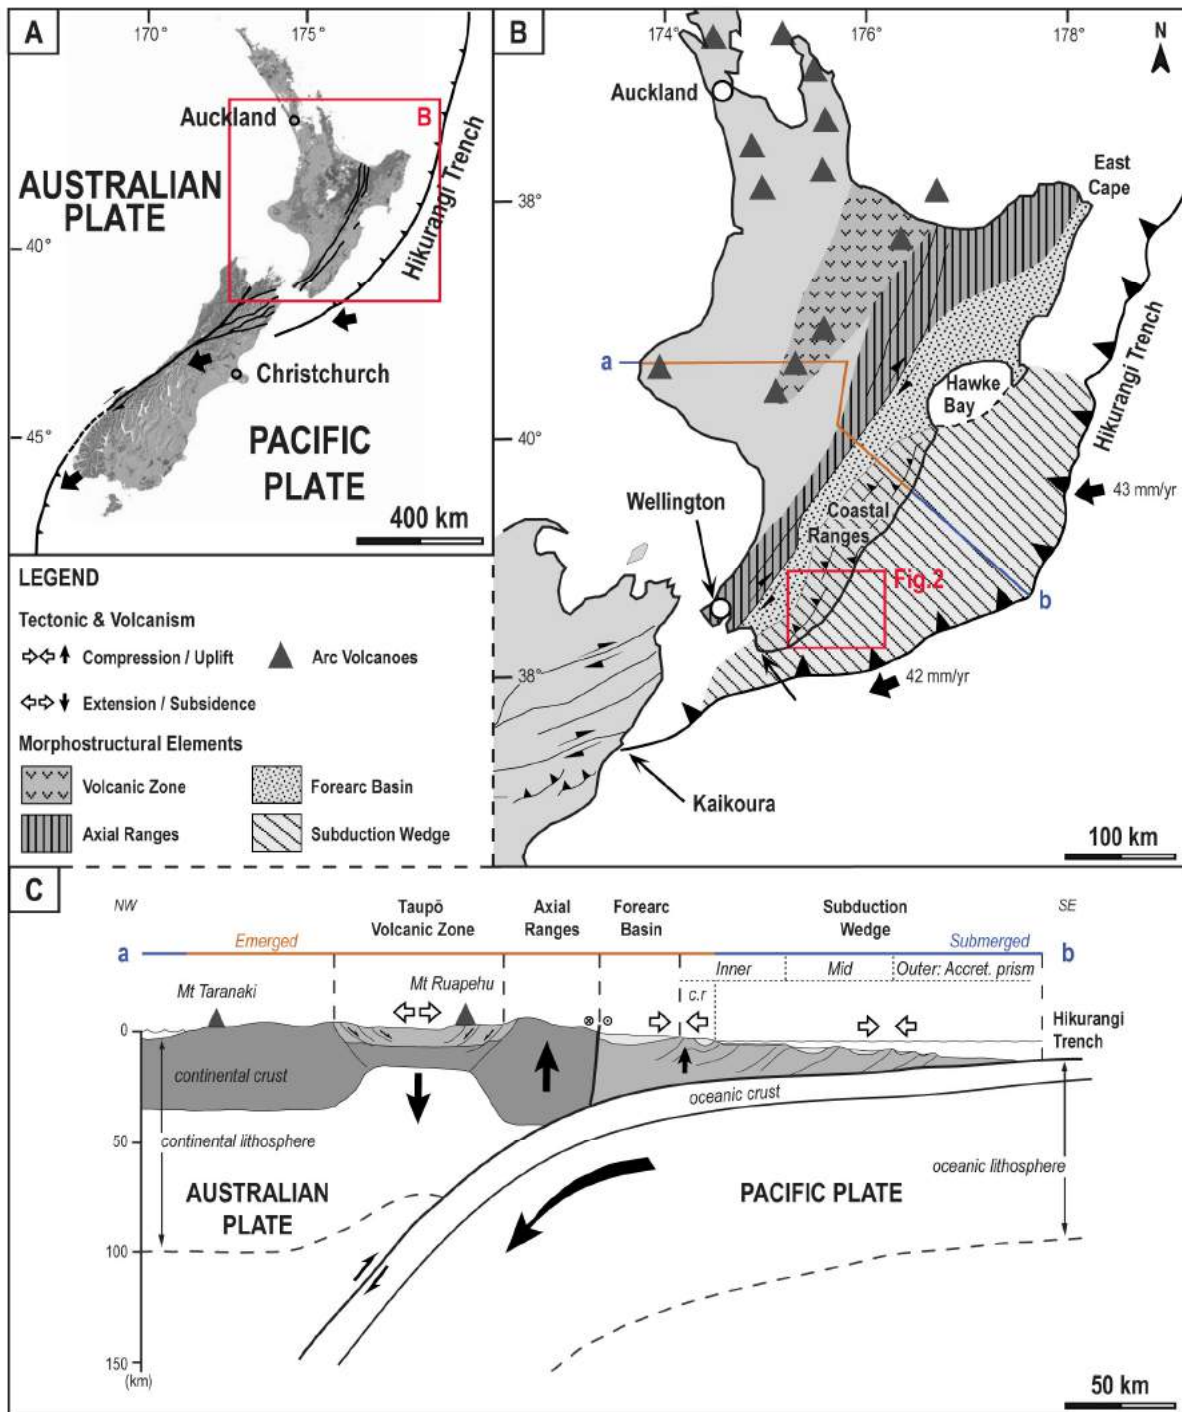 A
170°
175°
Auckland
B
AUSTRALIAN
PLATE
Hikurangi Trench
40°
Christchurch
PACIFIC
PLATE
45°
400 km
B
174°
176°
178°
N
Auckland
East
Cape
38°
a
Hawke
Bay
Hikurangi Trench
40°
43 mm/yr
Wellington
Coastal
Ranges
Fig.2
b
38°
42 mm/yr
Kaikoura
100 km
LEGEND
Tectonic & Volcanism
Compression / Uplift
Arc Volcanoes
Extension / Subsidence
Morphostructural Elements
Volcanic Zone
Forearc Basin
Axial Ranges
Subduction Wedge
C
NW
Taupō
Volcanic Zone
Axial
Ranges
Forearc
Basin
Subduction
Wedge
SE
a
Emerged
Submerged
b
Inner
Mid
Outer: Accret. prism
Mt Taranaki
Mt Ruapehu
c.r
Hikurangi
Trench
0
continental crust
oceanic crust
50
continental lithosphere
oceanic lithosphere
AUSTRALIAN
PLATE
PACIFIC PLATE
100
150
(km)
50 km